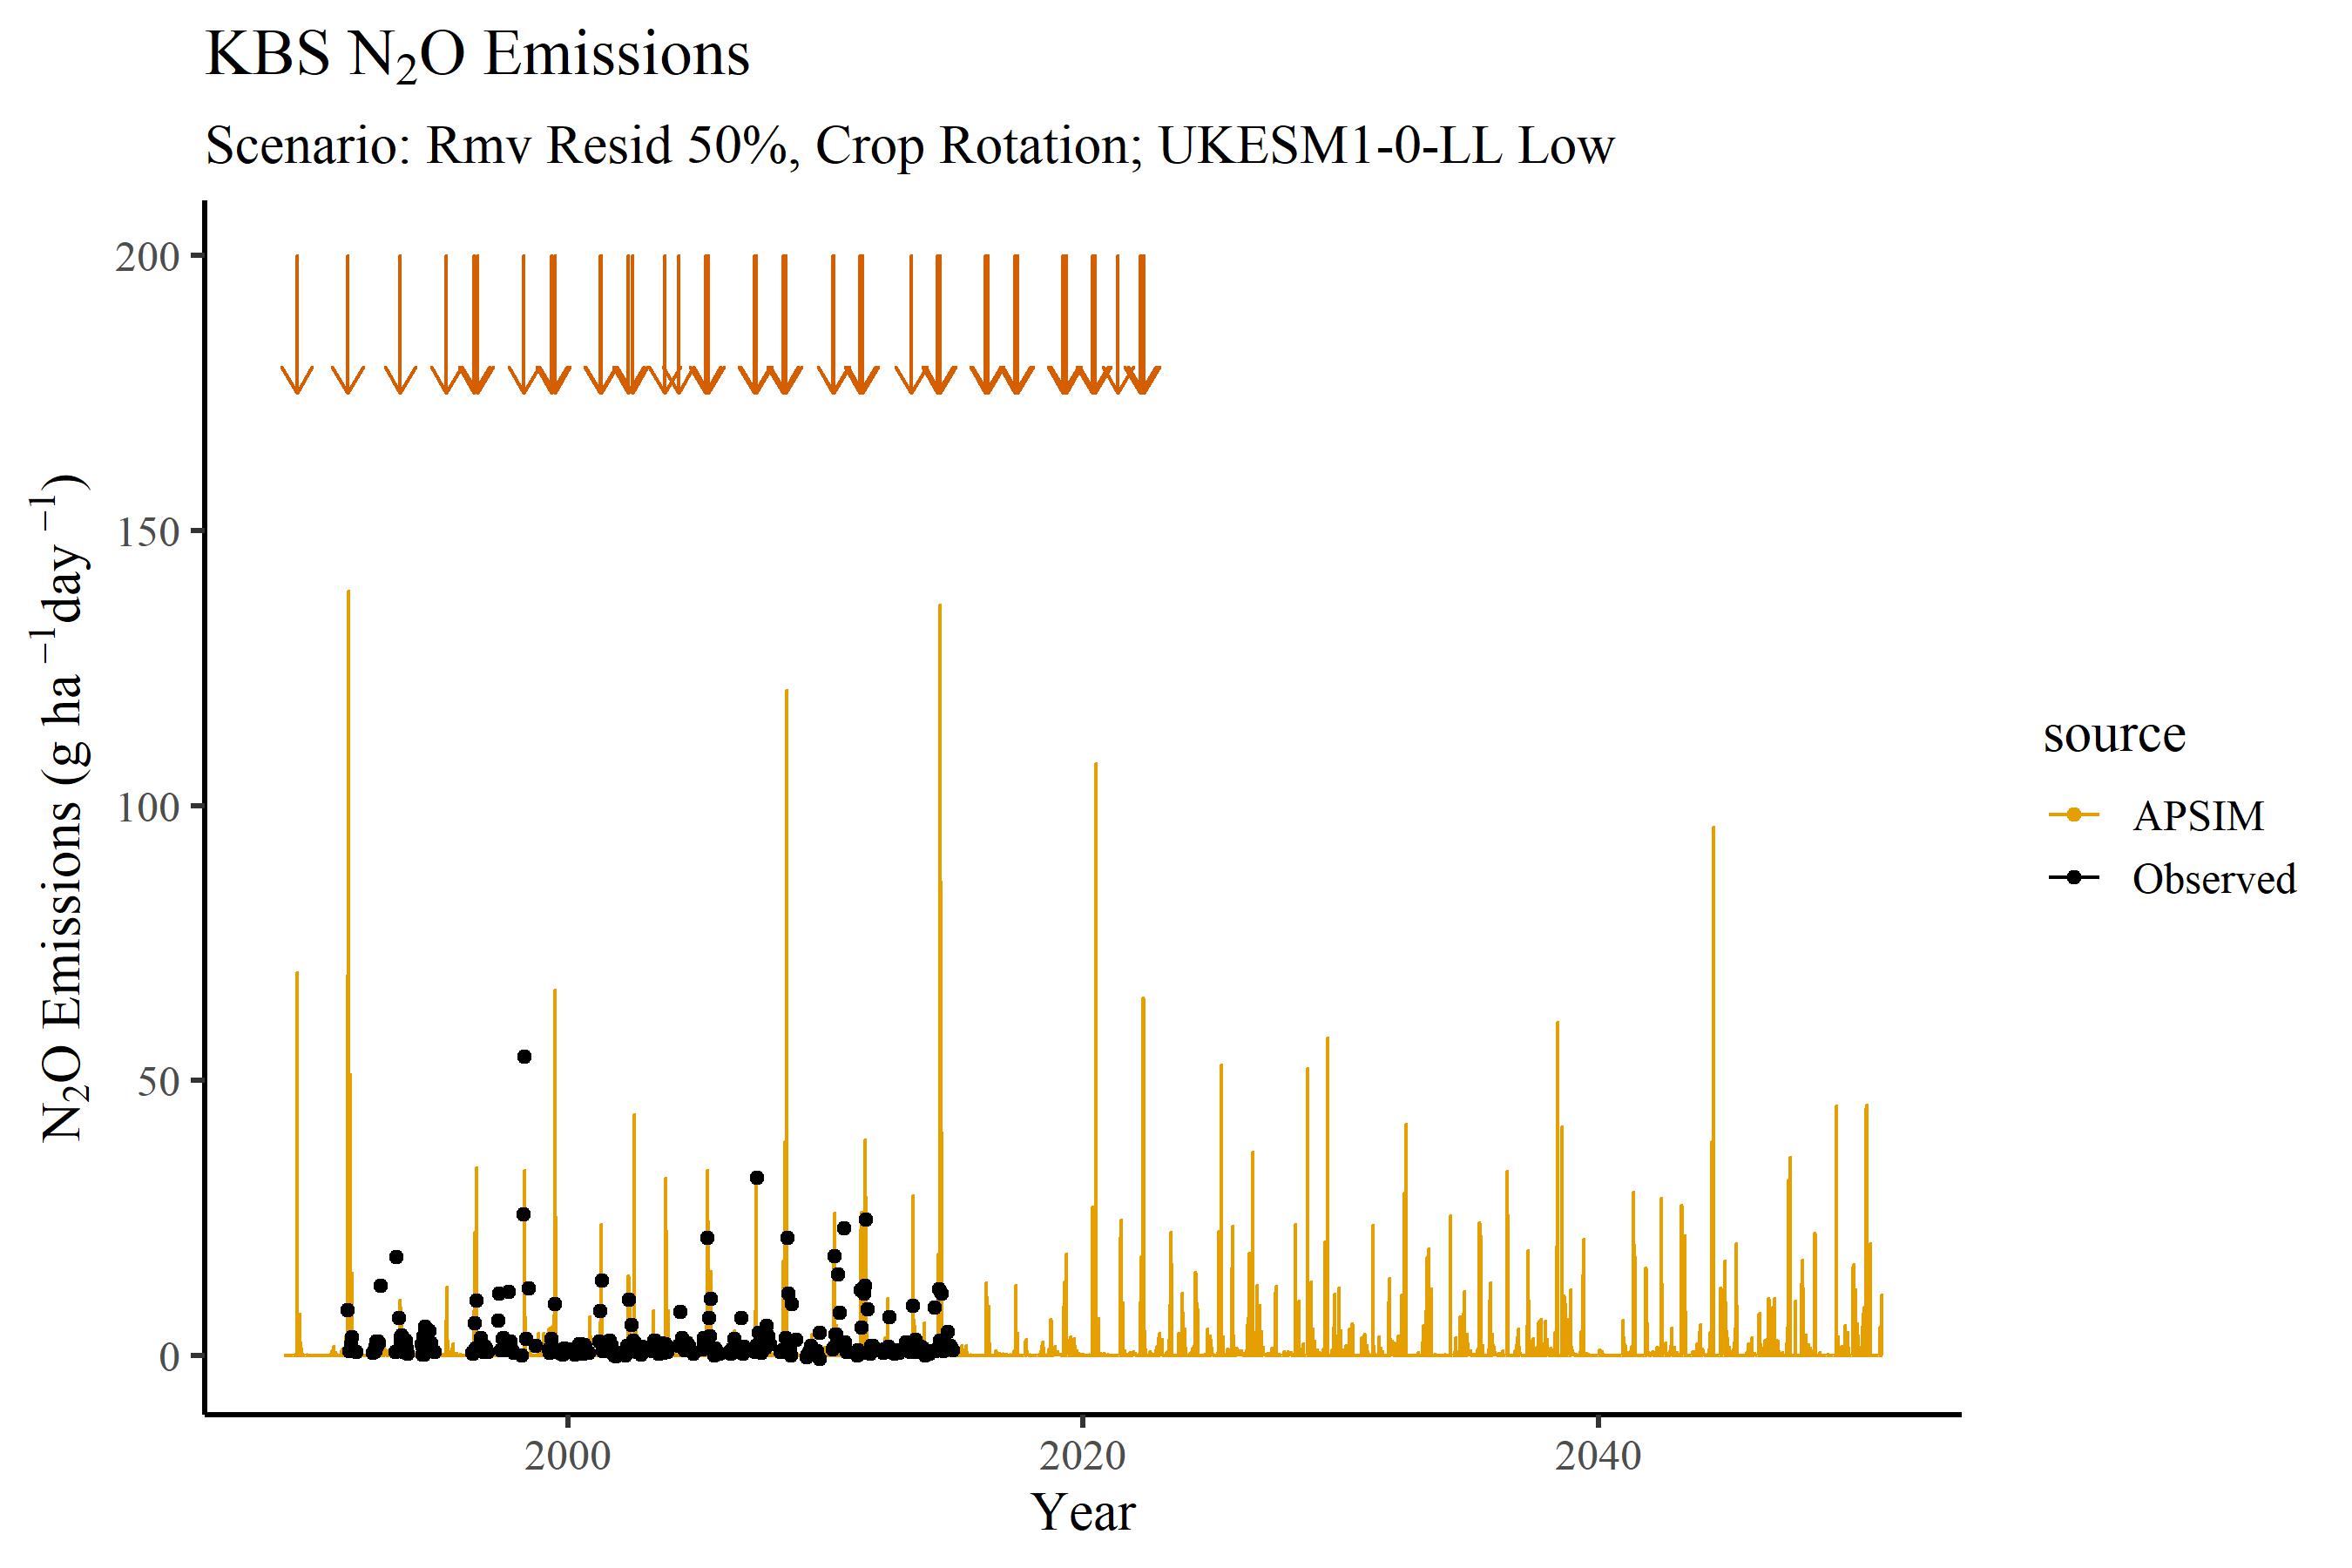 KBS N₂O Emissions
Scenario: Rmv Resid 50%, Crop Rotation; UKESM1-0-LL Low
N₂O Emissions (g ha ⁻¹day ⁻¹)
200
150
100
50
0
2000
2020
2040
Year
source
APSIM
Observed